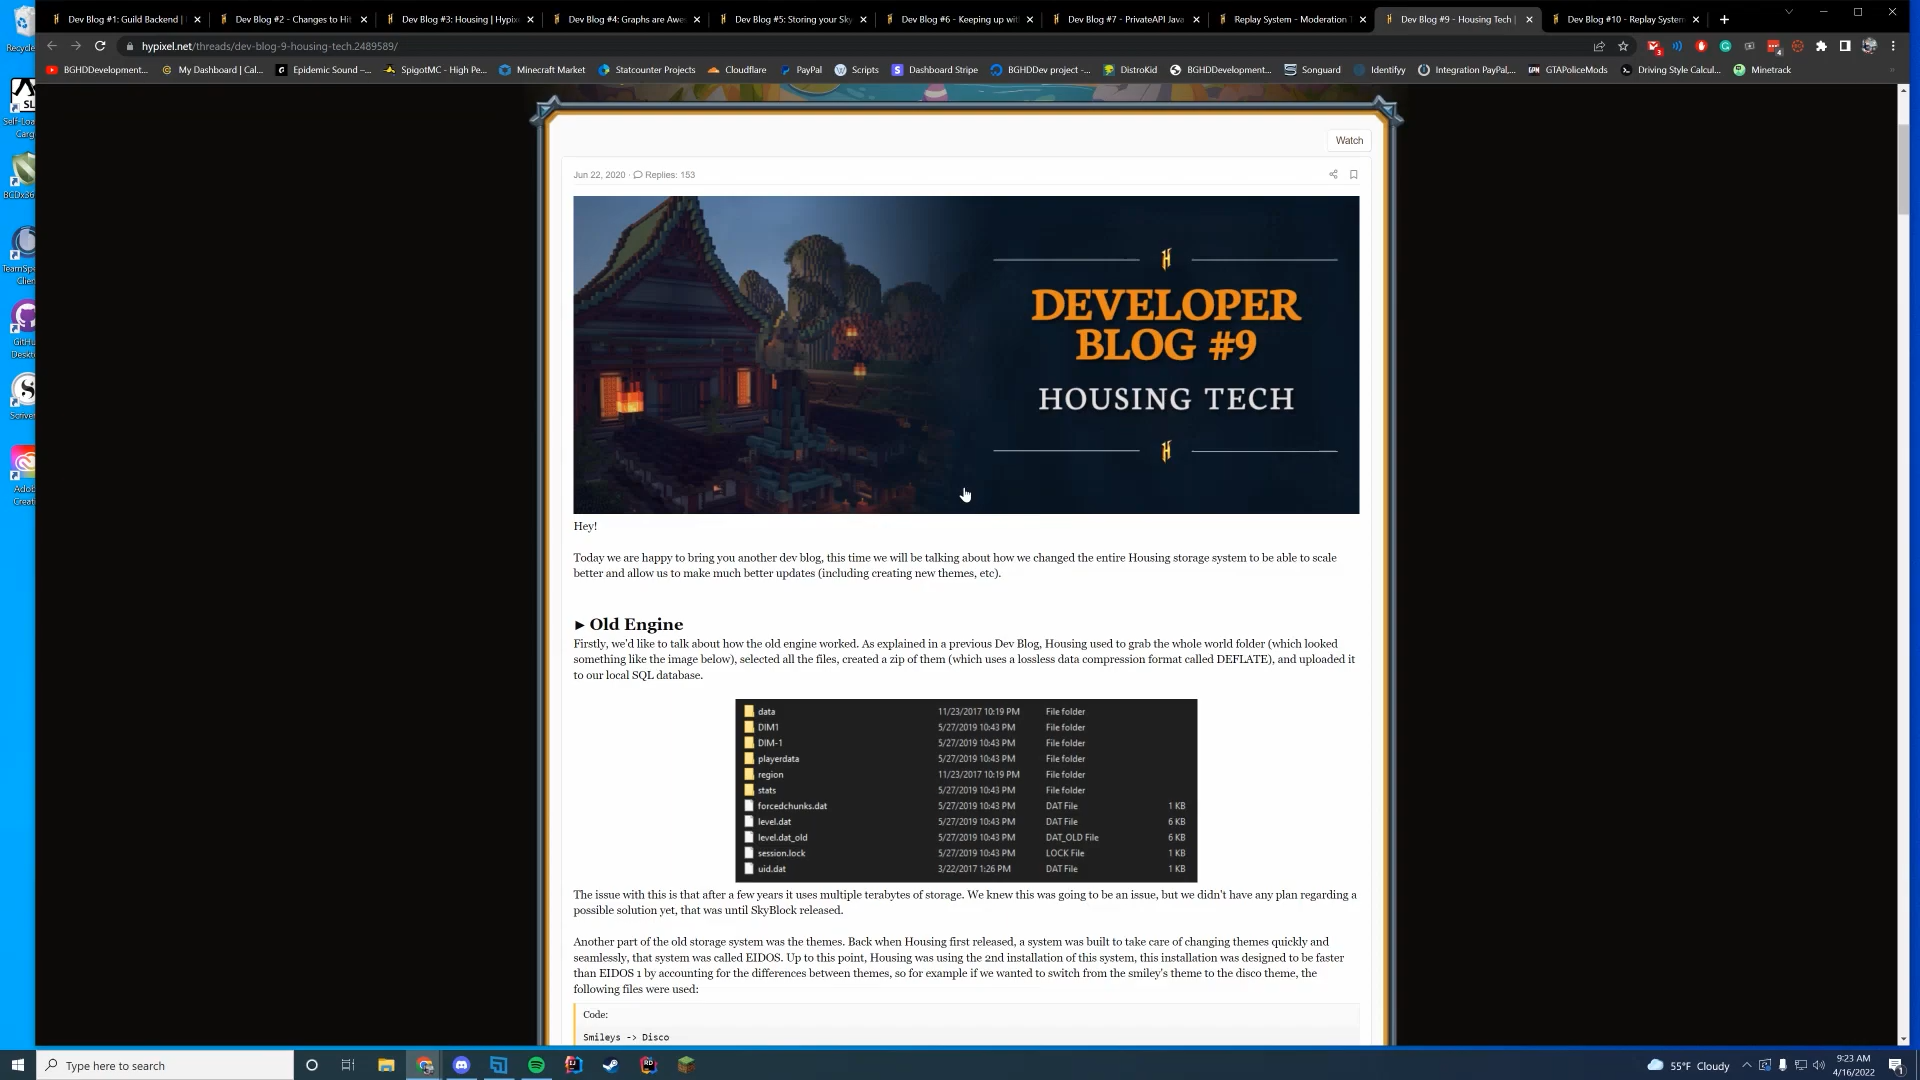 Dev Blog #1: Guild Backend |
Dev Blog #2 - Changes to Hit
Dev Blog #3: Housing | Hypixe
Dev Blog #4: Graphs are Awe
Dev Blog #5: Storing your Sky
Dev Blog #6 - Keeping up with
Dev Blog #7 - PrivateAPI Java
Replay System - Moderation T
Dev Blog #9 - Housing Tech |
Dev Blog #10 - Replay System
hypixel.net/threads/dev-blog-9-housing-tech.2489589/
BGHDDevelopment...
My Dashboard | Cal...
Epidemic Sound –...
SpigotMC - High Pe...
Minecraft Market
Statcounter Projects
Cloudflare
PayPal
Scripts
Dashboard Stripe
BGHDDev project -...
DistroKid
BGHDDevelopment...
Songuard
Identifyy
Integration PayPal,...
GTAPoliceMods
Driving Style Calcul...
Minetrack
Watch
Jun 22, 2020 · Replies: 153
DEVELOPER
BLOG #9
HOUSING TECH
Hey!
Today we are happy to bring you another dev blog, this time we will be talking about how we changed the entire Housing storage system to be able to scale
better and allow us to make much better updates (including creating new themes, etc).
► Old Engine
Firstly, we'd like to talk about how the old engine worked. As explained in a previous Dev Blog, Housing used to grab the whole world folder (which looked
something like the image below), selected all the files, created a zip of them (which uses a lossless data compression format called DEFLATE), and uploaded it
to our local SQL database.
data 11/23/2017 10:19 PM File folder
DIM1 5/27/2019 10:43 PM File folder
DIM-1 5/27/2019 10:43 PM File folder
playerdata 5/27/2019 10:43 PM File folder
region 11/23/2017 10:19 PM File folder
stats 5/27/2019 10:43 PM File folder
forcedchunks.dat 5/27/2019 10:43 PM DAT File 1 KB
level.dat 5/27/2019 10:43 PM DAT File 6 KB
level.dat_old 5/27/2019 10:43 PM DAT_OLD File 6 KB
session.lock 5/27/2019 10:43 PM LOCK File 1 KB
uid.dat 3/22/2017 1:26 PM DAT File 1 KB
The issue with this is that after a few years it uses multiple terabytes of storage. We knew this was going to be an issue, but we didn't have any plan regarding a
possible solution yet, that was until SkyBlock released.
Another part of the old storage system was the themes. Back when Housing first released, a system was built to take care of changing themes quickly and
seamlessly, that system was called EIDOS. Up to this point, Housing was using the 2nd installation of this system, this installation was designed to be faster
than EIDOS 1 by accounting for the differences between themes, so for example if we wanted to switch from the smiley's theme to the disco theme, the
following files were used:
Code:
Smileys -> Disco
Type here to search
55°F Cloudy
9:23 AM
4/16/2022